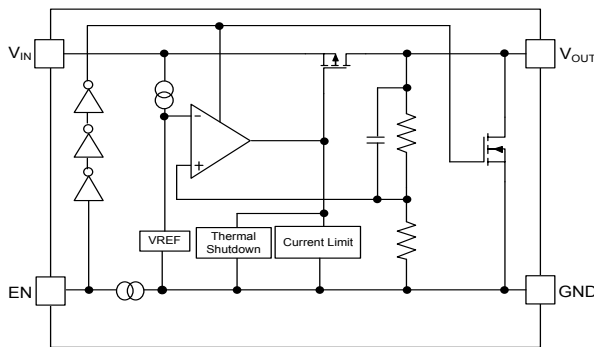 VIN
VOUT
−
+
VREF
Thermal
Shutdown
Current Limit
EN
GND